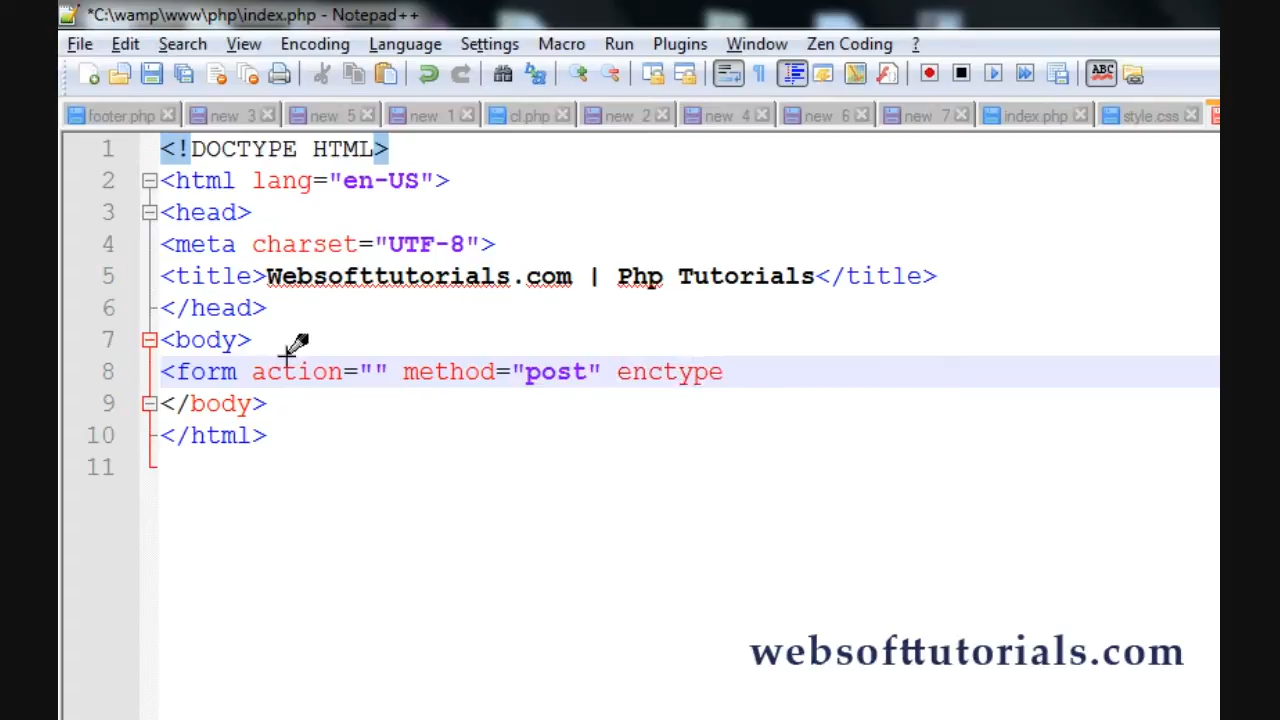 *C:\wamp\www\php\index.php - Notepad++
File Edit Search View Encoding Language Settings Macro Run Plugins Window Zen Coding ?
ABC
footer.php new 3 new 5 new 1 cl.php new 2 new 4 new 6 new 7 index.php style.css
1 <!DOCTYPE HTML>
2 <html lang="en-US">
3 <head>
4 <meta charset="UTF-8">
5 <title>Websofttutorials.com | Php Tutorials</title>
6 </head>
7 <body>
8 <form action="" method="post" enctype
9 </body>
10 </html>
11
websofttutorials.com